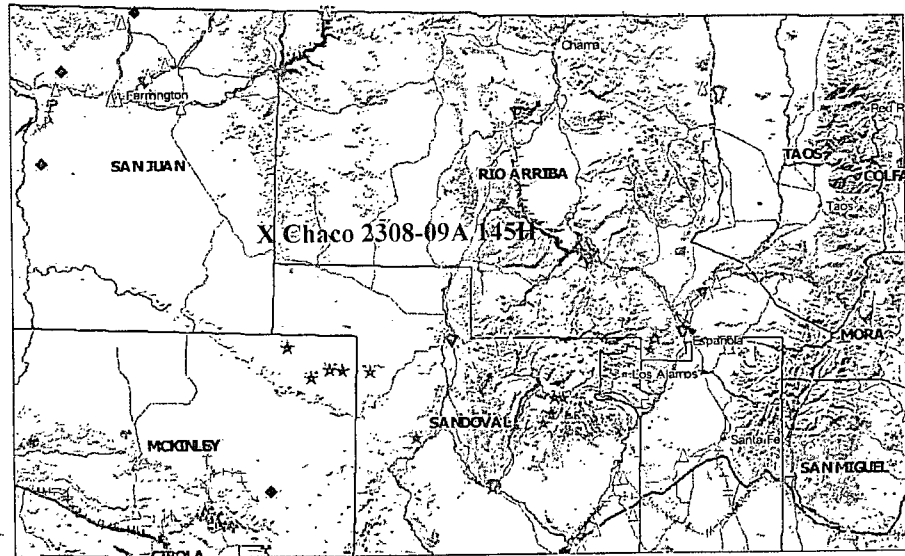 Chama
Farmington
Red R
SAN JUAN
TAOS
RIO ARRIBA
COLFA
Taos
X Chaco 2308-09A 145H
MORA
Española
Los Alamos
SANDOVAL
MCKINLEY
Santa Fe
SAN MIGUEL
CIBOLA